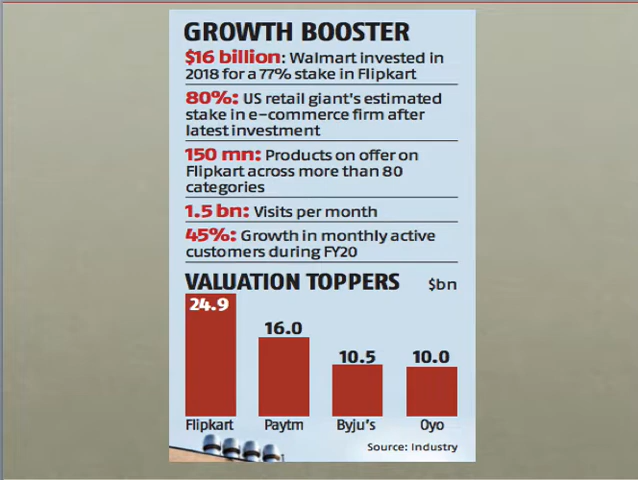 GROWTH BOOSTER
$16 billion: Walmart invested in
2018 for a 77% stake in Flipkart
80%: US retail giant's estimated
stake in e-commerce firm after
latest investment
150 mn: Products on offer on
Flipkart across more than 80
categories
1.5 bn: Visits per month
45%: Growth in monthly active
customers during FY20
VALUATION TOPPERS $bn
24.9
16.0
10.5
10.0
Flipkart Paytm Byju's Oyo
Source: Industry